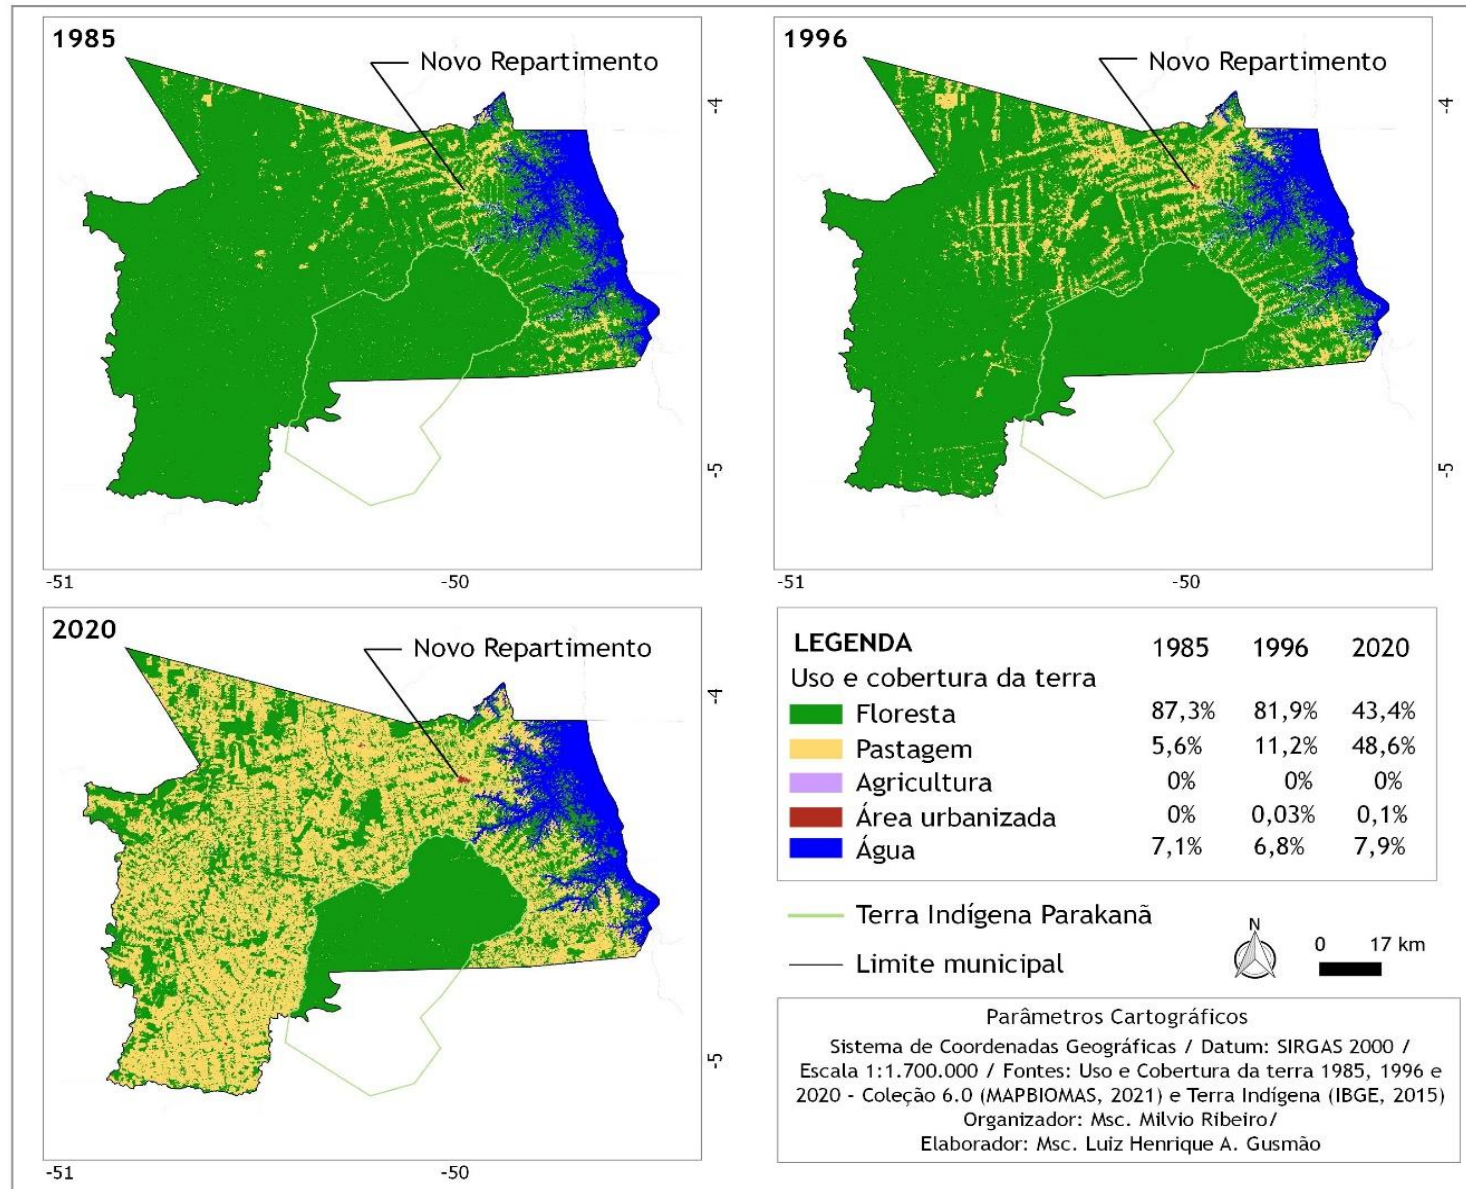 1985
Novo Repartimento
-4
-5
-51 -50
1996
Novo Repartimento
-4
-5
-51 -50
2020
Novo Repartimento
-4
-5
-51 -50
LEGENDA 1985 1996 2020
Uso e cobertura da terra
Floresta 87,3% 81,9% 43,4%
Pastagem 5,6% 11,2% 48,6%
Agricultura 0% 0% 0%
Área urbanizada 0% 0,03% 0,1%
Água 7,1% 6,8% 7,9%
Terra Indígena Parakanã
Limite municipal
N
0 17 km
Parâmetros Cartográficos
Sistema de Coordenadas Geográficas / Datum: SIRGAS 2000 /
Escala 1:1.700.000 / Fontes: Uso e Cobertura da terra 1985, 1996 e
2020 - Coleção 6.0 (MAPBIOMAS, 2021) e Terra Indígena (IBGE, 2015)
Organizador: Msc. Milvio Ribeiro/
Elaborador: Msc. Luiz Henrique A. Gusmão